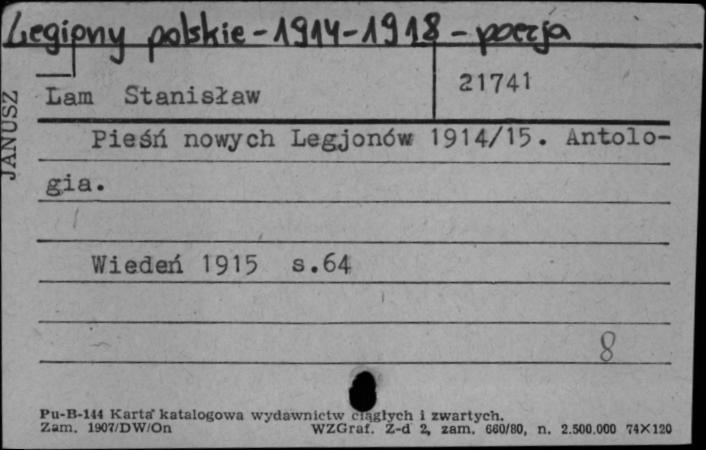 Legiony polskie - 1914-1918 - poezja
Lam Stanisław
21741
JANUSZ
Pieśń nowych Legjonów 1914/15. Antolo-
gia.
Wiedeń 1915 s.64
8
Pu-B-144 Karta katalogowa wydawnictw ciągłych i zwartych.
Zam. 1907/DW/On WZGraf. Z-d 2, zam. 660/80, n. 2.500.000 74X120